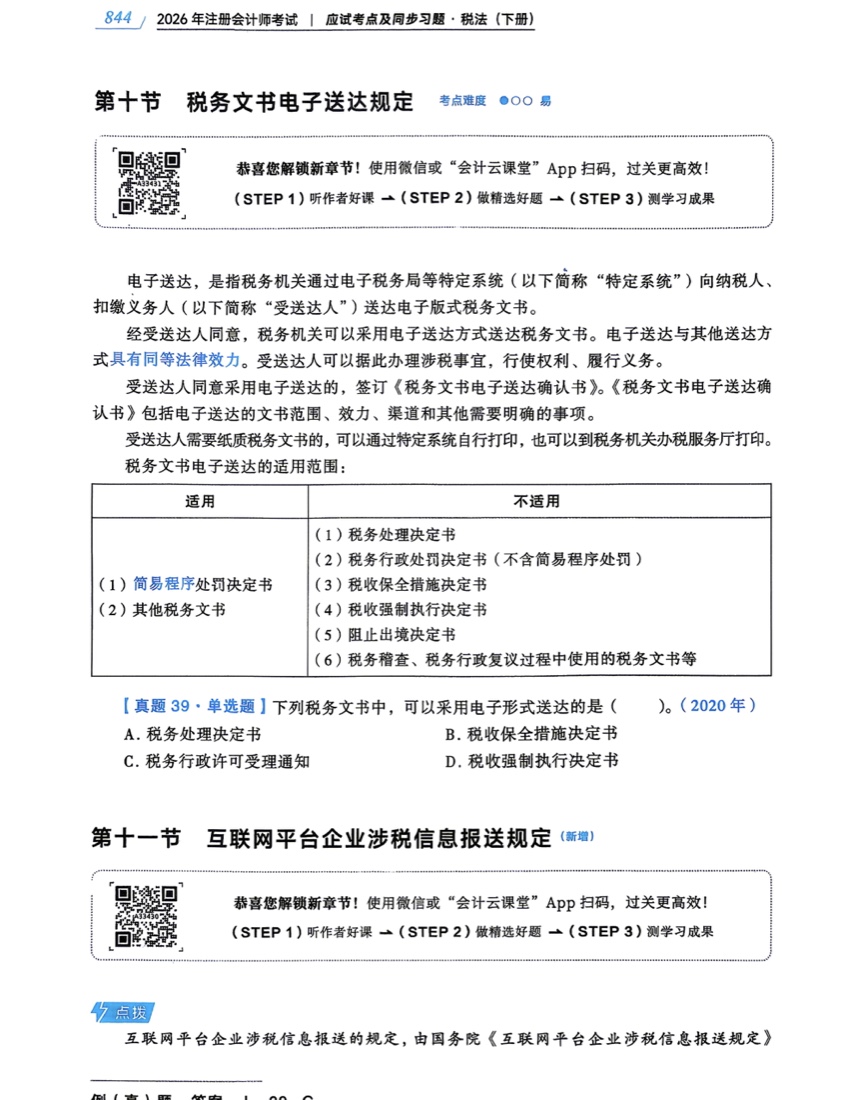 844 2026年注册会计师考试 | 应试考点及同步习题·税法（下册）
第十节 税务文书电子送达规定 考点难度 易
恭喜您解锁新章节！使用微信或“会计云课堂”App 扫码，过关更高效！
A33431
（STEP 1）听作者好课 （STEP 2）做精选好题 （STEP 3）测学习成果
电子送达，是指税务机关通过电子税务局等特定系统（以下简称“特定系统”）向纳税人、
扣缴义务人（以下简称“受送达人”）送达电子版式税务文书。
经受送达人同意，税务机关可以采用电子送达方式送达税务文书。电子送达与其他送达方
式具有同等法律效力。受送达人可以据此办理涉税事宜，行使权利、履行义务。
受送达人同意采用电子送达的，签订《税务文书电子送达确认书》。《税务文书电子送达确
认书》包括电子送达的文书范围、效力、渠道和其他需要明确的事项。
受送达人需要纸质税务文书的，可以通过特定系统自行打印，也可以到税务机关办税服务厅打印。
税务文书电子送达的适用范围：
适用 不适用
（1）简易程序处罚决定书
（2）其他税务文书
（1）税务处理决定书
（2）税务行政处罚决定书（不含简易程序处罚）
（3）税收保全措施决定书
（4）税收强制执行决定书
（5）阻止出境决定书
（6）税务稽查、税务行政复议过程中使用的税务文书等
【真题 39·单选题】下列税务文书中，可以采用电子形式送达的是（ ）。（2020 年）
A. 税务处理决定书 B. 税收保全措施决定书
C. 税务行政许可受理通知 D. 税收强制执行决定书
第十一节 互联网平台企业涉税信息报送规定（新增）
恭喜您解锁新章节！使用微信或“会计云课堂”App 扫码，过关更高效！
A33430
（STEP 1）听作者好课 （STEP 2）做精选好题 （STEP 3）测学习成果
点拨
互联网平台企业涉税信息报送的规定，由国务院《互联网平台企业涉税信息报送规定》